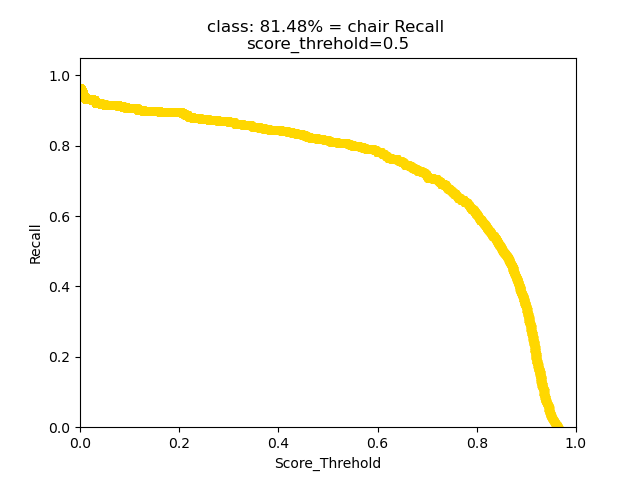 class: 81.48% = chair Recall
score_threhold=0.5
Recall
1.0
0.8
0.6
0.4
0.2
0.0
0.0 0.2 0.4 0.6 0.8 1.0
Score_Threhold